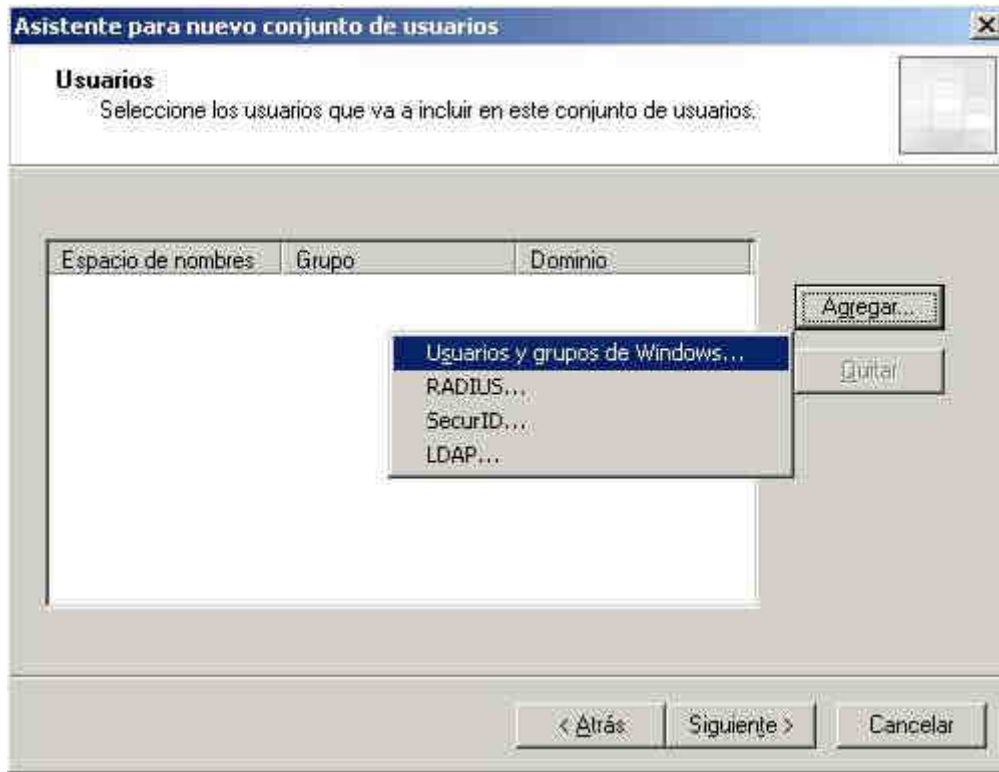 Asistente para nuevo conjunto de usuarios
Usuarios
Seleccione los usuarios que va a incluir en este conjunto de usuarios.
Espacio de nombres Grupo Dominio
Agregar...
Usuarios y grupos de Windows...
Quitar
RADIUS...
SecurID...
LDAP...
< Atrás Siguiente > Cancelar